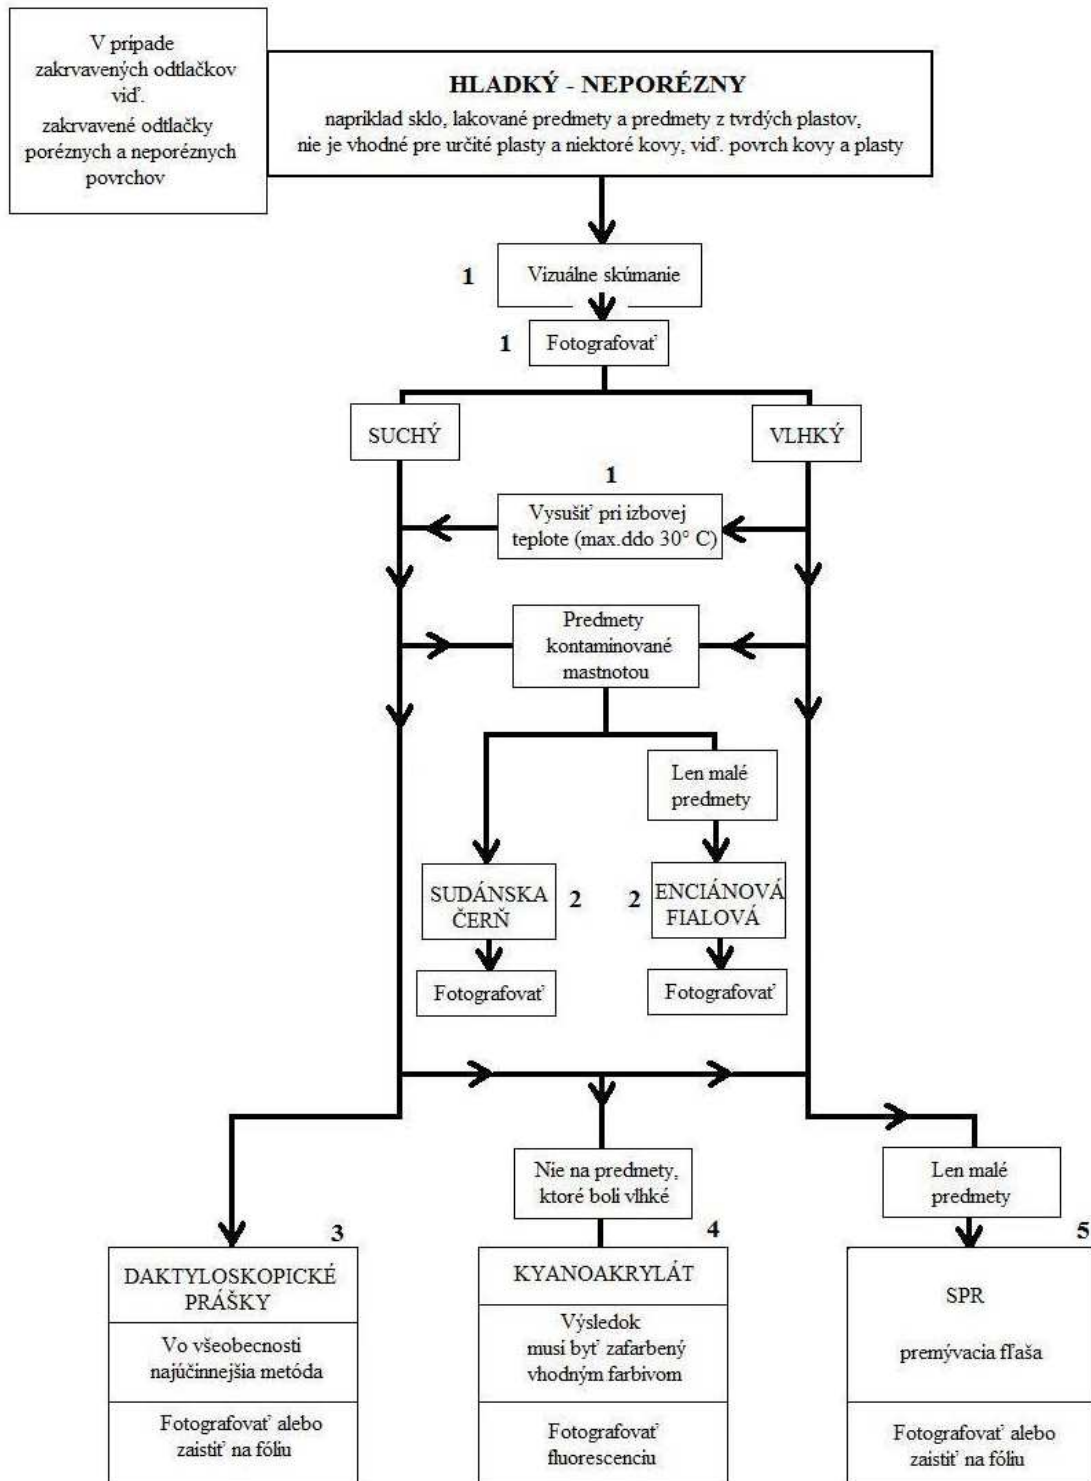 V prípade
zakrvavených odtlačkov
viď.
zakrvavené odtlačky
poréznych a neporéznych
povrchov
HLADKÝ - NEPORÉZNY
napriklad sklo, lakované predmety a predmety z tvrdých plastov,
nie je vhodné pre určité plasty a niektoré kovy, viď. povrch kovy a plasty
1
Vizuálne skúmanie
1
Fotografovať
SUCHÝ
VLHKÝ
1
Vysušiť pri izbovej
teplote (max.ddo 30° C)
Predmety
kontaminované
mastnotou
Len malé
predmety
SUDÁNSKA
ČERŇ
2
2
ENCIÁNOVÁ
FIALOVÁ
Fotografovať
Fotografovať
Nie na predmety,
ktoré boli vlhké
Len malé
predmety
3
DAKTYLOSKOPICKÉ
PRÁŠKY
Vo všeobecnosti
najúčinnejšia metóda
Fotografovať alebo
zaistiť na fóliu
4
KYANOAKRYLÁT
Výsledok
musí byť zafarbený
vhodným farbivom
Fotografovať
fluorescenciu
5
SPR
premývacia fľaša
Fotografovať alebo
zaistiť na fóliu